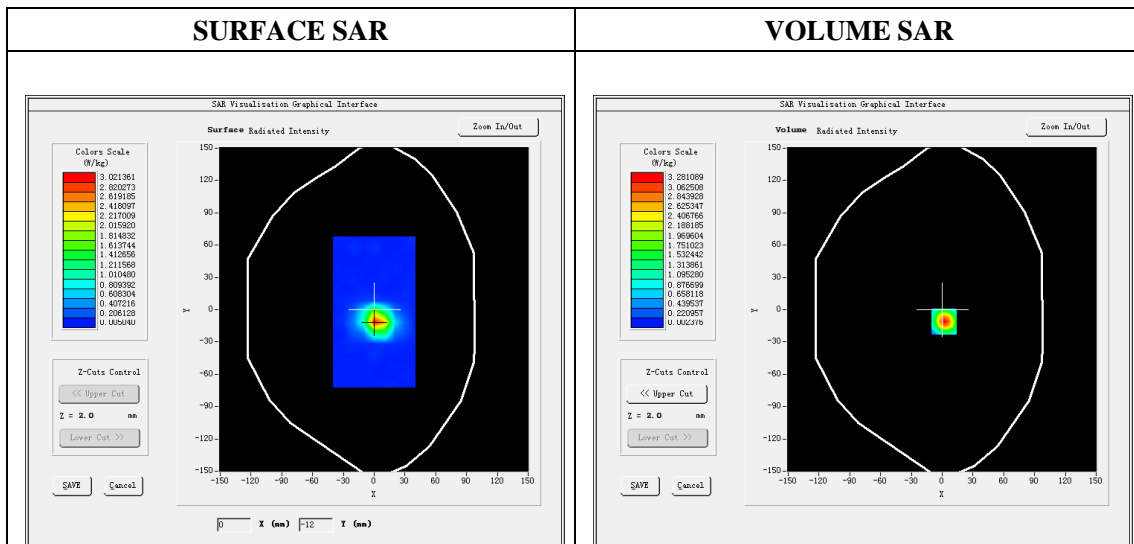 SURFACE SAR
VOLUME SAR
SAR Visualisation Graphical Interface
Surface Radiated Intensity
Zoom In/Out
Colors Scale
(W/kg)
3.021361
2.820273
2.619185
2.418097
2.217009
2.015920
1.814832
1.613744
1.412656
1.211568
1.010480
0.809392
0.608304
0.407216
0.206128
0.005040
150
120
90
60
30
0
-30
-60
-90
-120
-150
Y
-150 -120 -90 -60 -30 0 30 60 90 120 150
X
Z-Cuts Control
<< Upper Cut
Z = 2.0 mm
Lower Cut >>
SAVE Cancel
0 X (mm) -12 Y (mm)
SAR Visualisation Graphical Interface
Volume Radiated Intensity
Zoom In/Out
Colors Scale
(W/kg)
3.281089
3.062508
2.843928
2.625347
2.406766
2.188185
1.969604
1.751023
1.532442
1.313861
1.095280
0.876699
0.658118
0.439537
0.220957
0.002376
150
120
90
60
30
0
-30
-60
-90
-120
-150
Y
-150 -120 -90 -60 -30 0 30 60 90 120 150
X
Z-Cuts Control
<< Upper Cut
Z = 2.0 mm
Lower Cut >>
SAVE Cancel